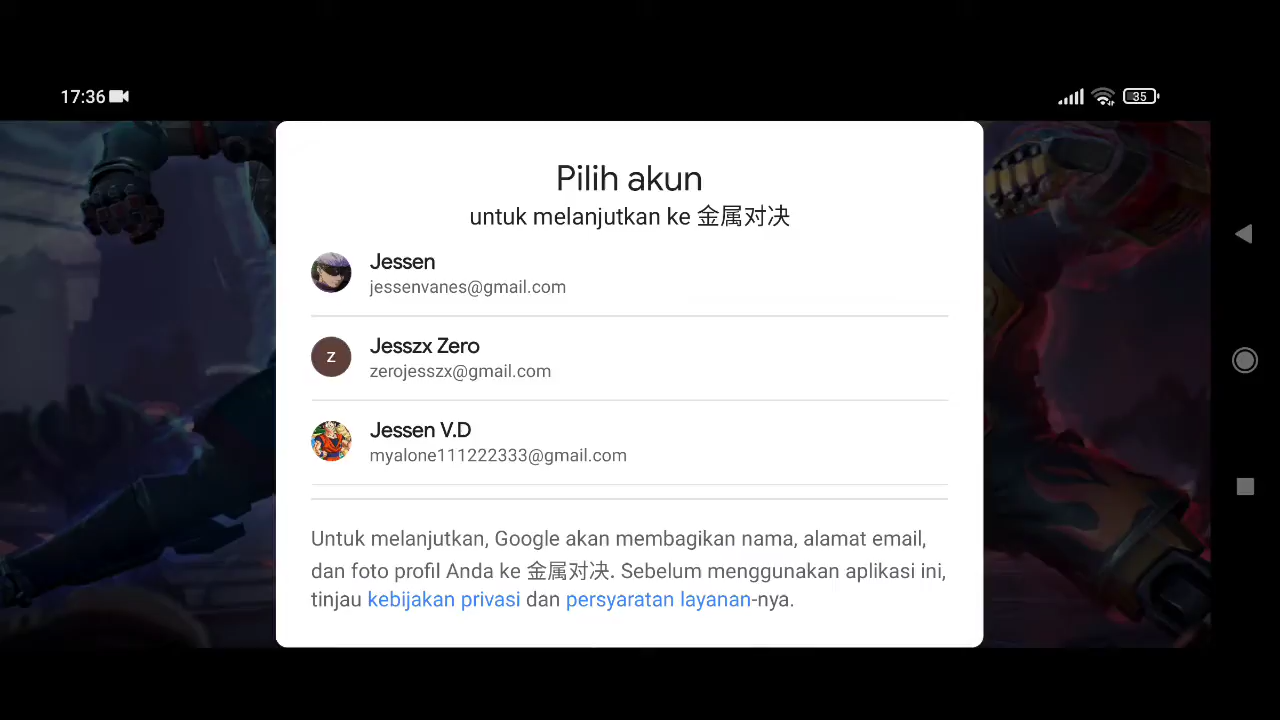 17:36
35
Pilih akun
untuk melanjutkan ke 金属对决
Jessen
jessenvanes@gmail.com
Z
Jesszx Zero
zerojesszx@gmail.com
Jessen V.D
myalone111222333@gmail.com
Untuk melanjutkan, Google akan membagikan nama, alamat email,
dan foto profil Anda ke 金属对决. Sebelum menggunakan aplikasi ini,
tinjau kebijakan privasi dan persyaratan layanan-nya.